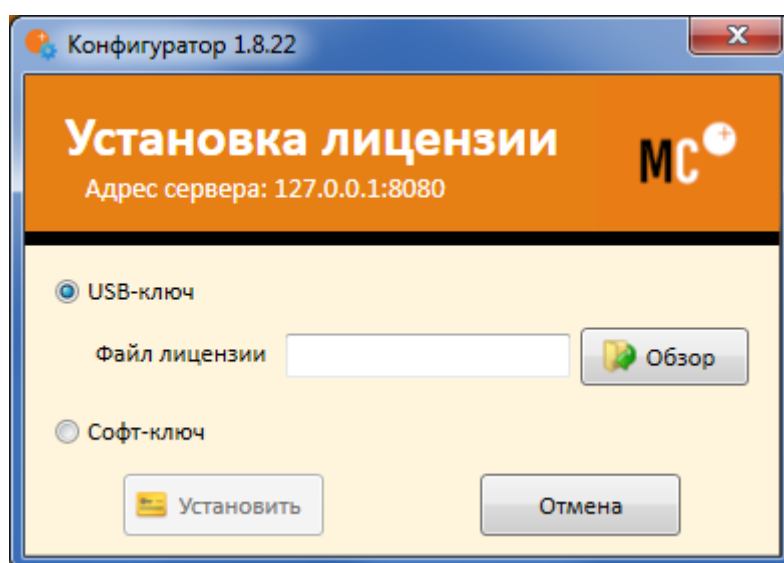 Конфигуратор 1.8.22
Установка лицензии
Адрес сервера: 127.0.0.1:8080
MC+
USB-ключ
Файл лицензии
Обзор
Софт-ключ
Установить
Отмена